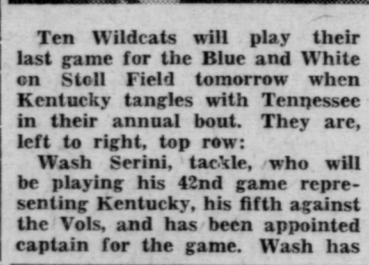 Ten Wildcats will play their
last game for the Blue and White
on Stoll Field tomorrow when
Kentucky tangles with Tennessee
in their annual bout. They are,
left to right, top row:
Wash Serini, tackle, who will
be playing his 42nd game repre-
senting Kentucky, his fifth against
the Vols, and has been appointed
captain for the game. Wash has